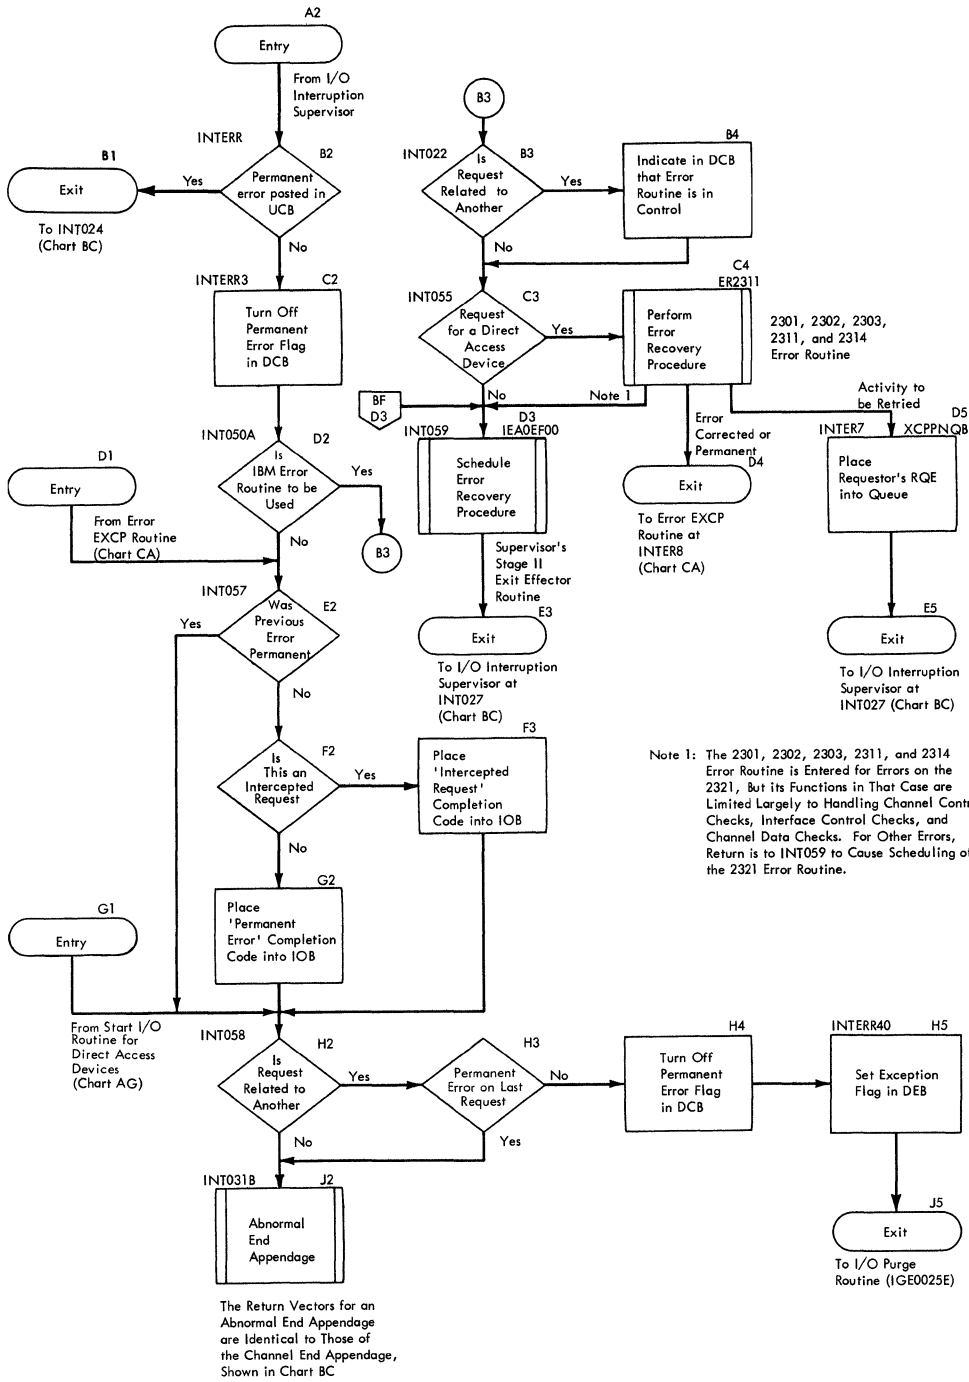 A2
Entry
From I/O
Interruption
Supervisor
INTERR
B1
B2
Exit
Yes
Permanent
error posted in
UCB
To INT024
(Chart BC)
No
INTERR3
C2
Turn Off
Permanent
Error Flag
in DCB
INT050A
D2
D1
Is
IBM Error
Routine to be
Used
Yes
Entry
From Error
EXCP Routine
(Chart CA)
No
B3
INT057
E2
Yes
Was
Previous
Error
Permanent
No
F2
Is
This an
Intercepted
Request
Yes
F3
Place
'Intercepted
Request'
Completion
Code into IOB
No
G2
Place
'Permanent
Error' Completion
Code into IOB
G1
Entry
From Start I/O
Routine for
Direct Access
Devices
(Chart AG)
INT058
H2
Is
Request
Related to
Another
Yes
H3
Permanent
Error on Last
Request
No
H4
Turn Off
Permanent
Error Flag
in DCB
INTERR40
H5
Set Exception
Flag in DEB
No
Yes
INT031B
J2
Abnormal
End
Appendage
The Return Vectors for an
Abnormal End Appendage
are Identical to Those of
the Channel End Appendage,
Shown in Chart BC
J5
Exit
To I/O Purge
Routine (IGE0025E)
B3
INT022
B3
Is
Request
Related to
Another
Yes
B4
Indicate in DCB
that Error
Routine is in
Control
No
INT055
C3
Request
for a Direct
Access
Device
Yes
C4
ER2311
Perform
Error
Recovery
Procedure
2301, 2302, 2303,
2311, and 2314
Error Routine
BF
D3
No
Note 1
Activity to
be Retried
INT059
D3
IEA0EF00
Schedule
Error
Recovery
Procedure
Error
Corrected or
Permanent
D4
Exit
To Error EXCP
Routine at
INTER8
(Chart CA)
D5
INTER7
XCPPNQB
Place
Requestor's RQE
into Queue
Supervisor's
Stage II
Exit Effector
Routine
E3
Exit
To I/O Interruption
Supervisor at
INT027
(Chart BC)
E5
Exit
To I/O Interruption
Supervisor at
INT027 (Chart BC)
Note 1: The 2301, 2302, 2303, 2311, and 2314
Error Routine is Entered for Errors on the
2321, But its Functions in That Case are
Limited Largely to Handling Channel Cont
Checks, Interface Control Checks, and
Channel Data Checks. For Other Errors,
Return is to INT059 to Cause Scheduling o
the 2321 Error Routine.